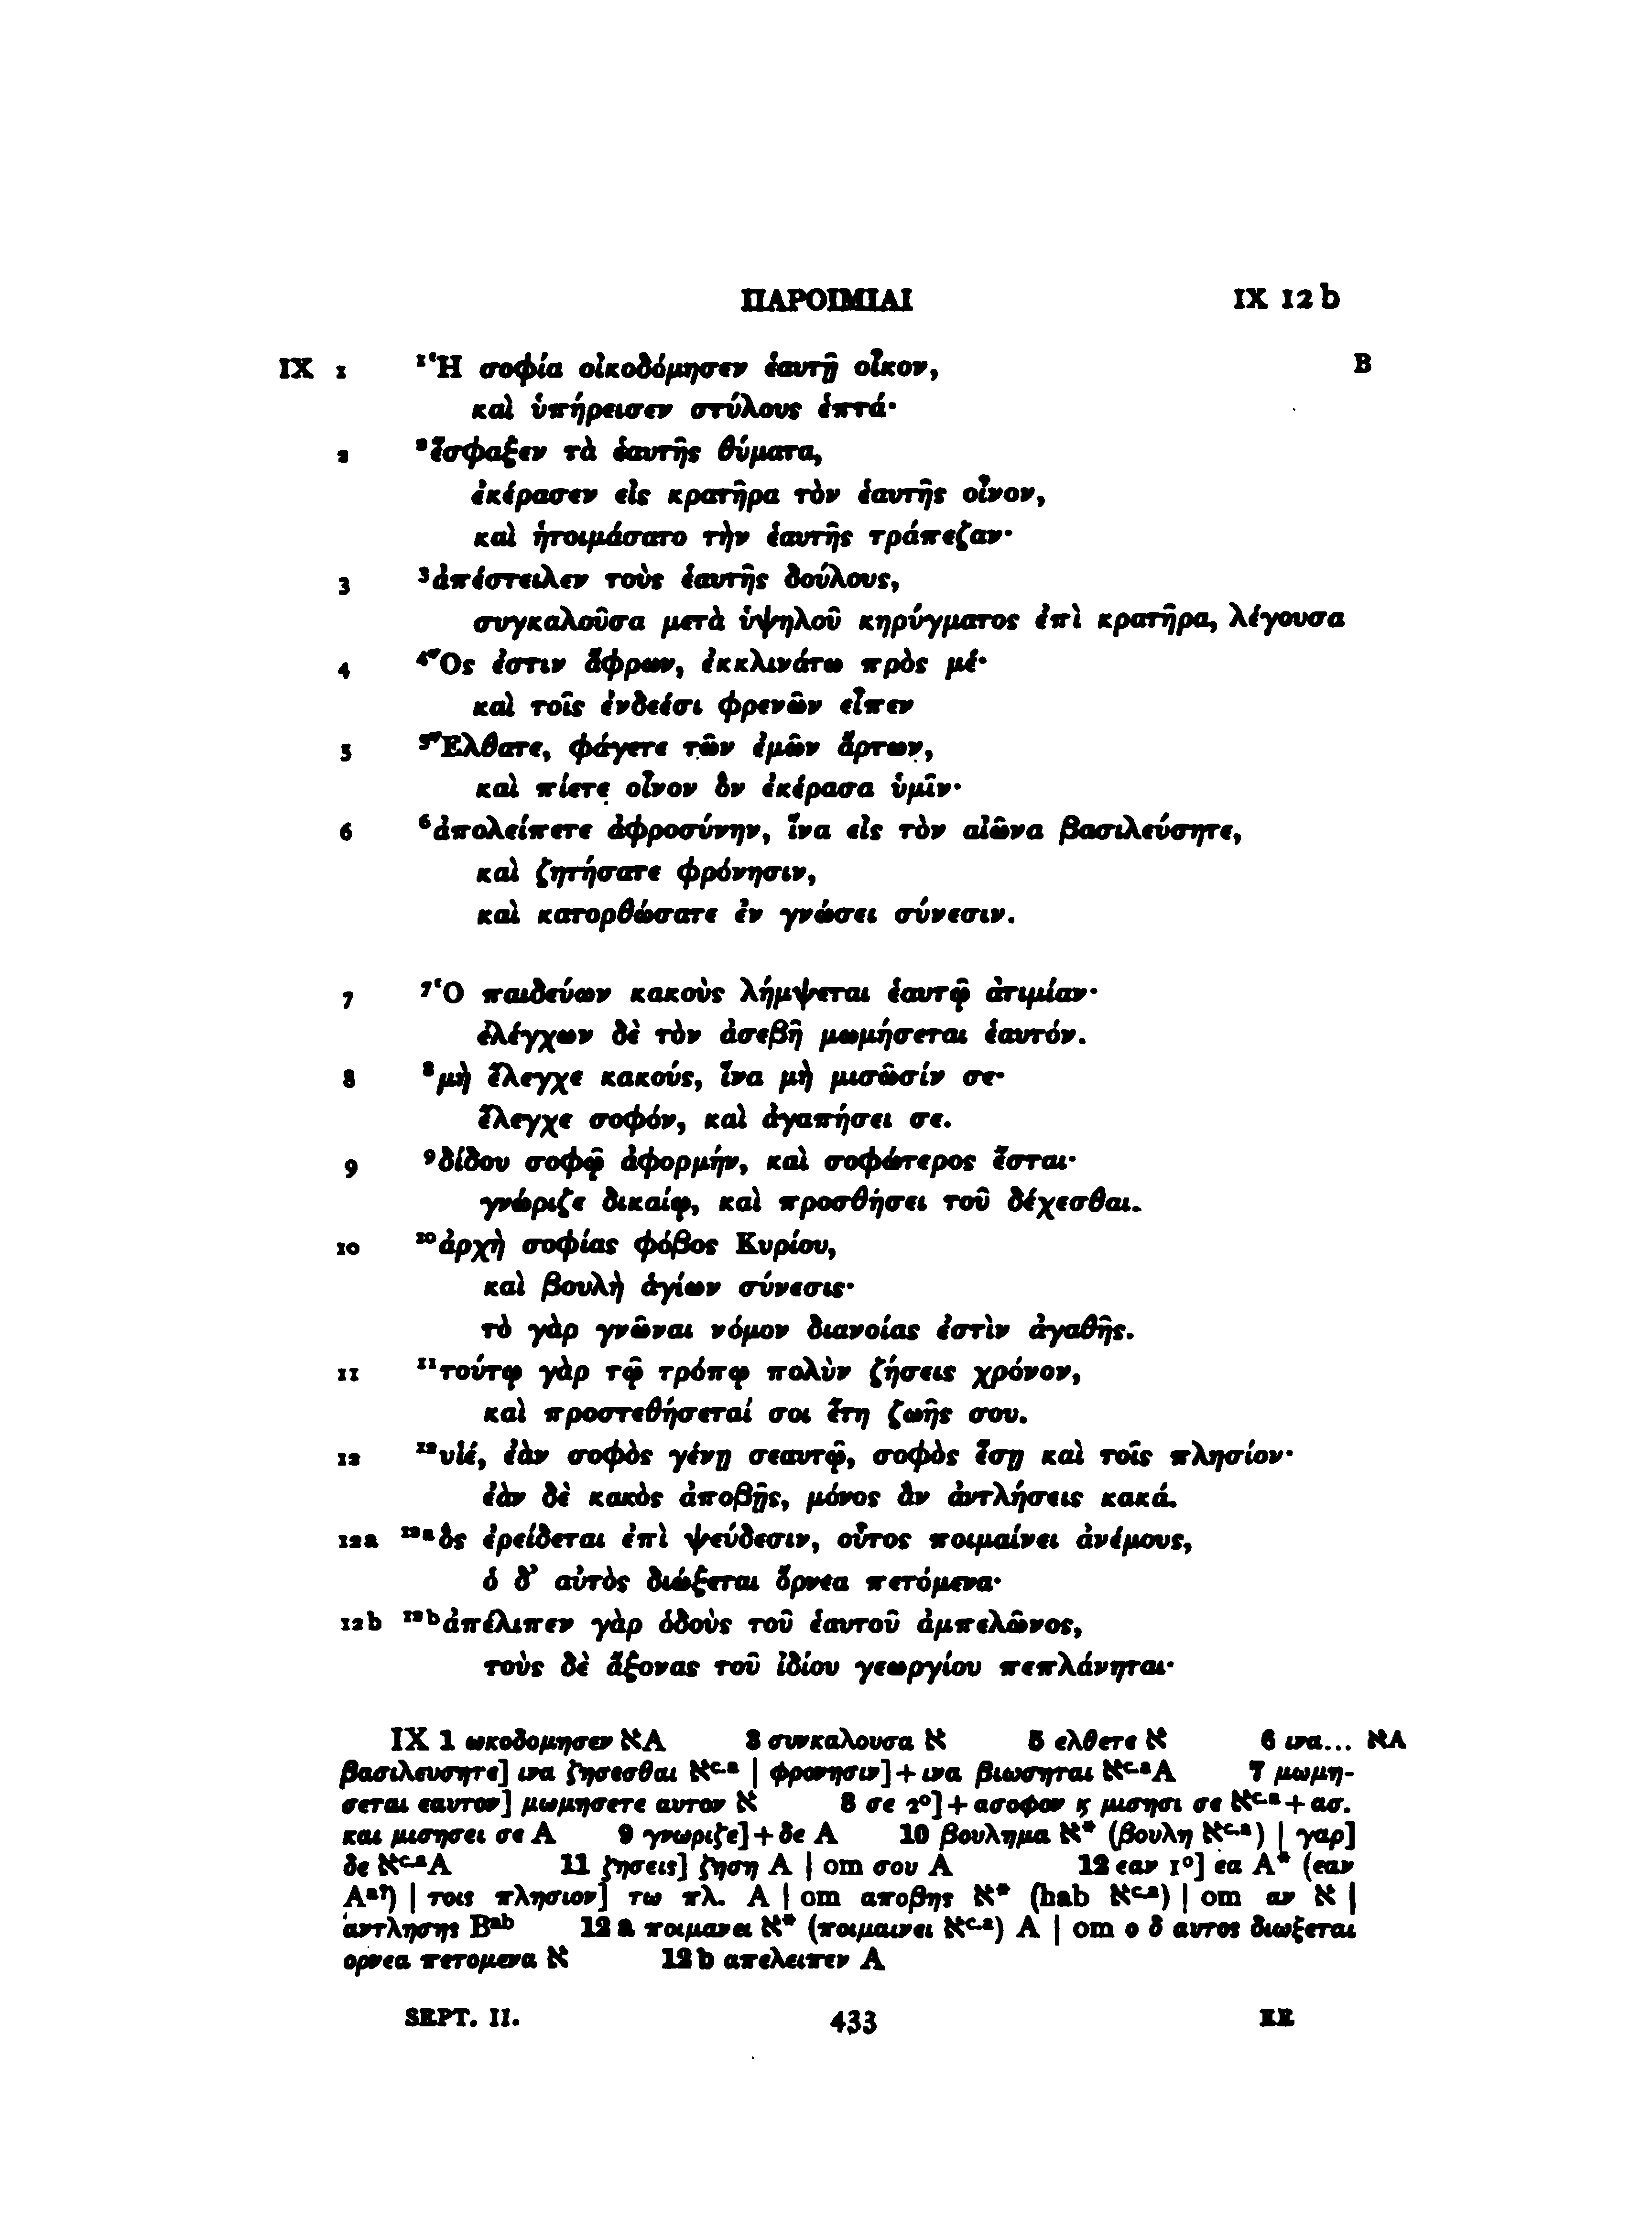 ΠΑΡΟΙΜΙΑΙ IX 12 b
IX 1 ¹Ἡ σοφία οἰκοδόμησεν ἑαυτῇ οἶκον, B
καὶ ὑπήρεισεν στύλους ἑπτά·
2 ²ἔσφαξεν τὰ ἑαυτῆς θύματα,
ἐκέρασεν εἰς κρατῆρα τὸν ἑαυτῆς οἶνον,
καὶ ἡτοιμάσατο τὴν ἑαυτῆς τράπεζαν·
3 ³ἀπέστειλεν τοὺς ἑαυτῆς δούλους,
συγκαλοῦσα μετὰ ὑψηλοῦ κηρύγματος ἐπὶ κρατῆρα, λέγουσα
4 ⁴Ὅς ἐστιν ἄφρων, ἐκκλινάτω πρὸς μέ·
καὶ τοῖς ἐνδεέσι φρενῶν εἶπεν
5 ⁵Ἔλθατε, φάγετε τῶν ἐμῶν ἄρτων,
καὶ πίετε οἶνον ὃν ἐκέρασα ὑμῖν·
6 ⁶ἀπολείπετε ἀφροσύνην, ἵνα εἰς τὸν αἰῶνα βασιλεύσητε,
καὶ ζητήσατε φρόνησιν,
καὶ κατορθώσατε ἐν γνώσει σύνεσιν.
7 ⁷Ὁ παιδεύων κακοὺς λήμψεται ἑαυτῷ ἀτιμίαν·
ἐλέγχων δὲ τὸν ἀσεβῆ μωμήσεται ἑαυτόν.
8 ⁸μὴ ἔλεγχε κακούς, ἵνα μὴ μισῶσίν σε·
ἔλεγχε σοφόν, καὶ ἀγαπήσει σε.
9 ⁹δίδου σοφῷ ἀφορμήν, καὶ σοφώτερος ἔσται·
γνώριζε δικαίῳ, καὶ προσθήσει τοῦ δέχεσθαι.
10 ¹⁰ἀρχὴ σοφίας φόβος Κυρίου,
καὶ βουλὴ ἁγίων σύνεσις·
τὸ γὰρ γνῶναι νόμον διανοίας ἐστὶν ἀγαθῆς.
11 ¹¹τούτῳ γὰρ τῷ τρόπῳ πολὺν ζήσεις χρόνον,
καὶ προστεθήσεταί σοι ἔτη ζωῆς σου.
12 ¹²υἱέ, ἐὰν σοφὸς γένῃ σεαυτῷ, σοφὸς ἔσῃ καὶ τοῖς πλησίον·
ἐὰν δὲ κακὸς ἀποβῇς, μόνος ἂν ἀντλήσεις κακά.
12a ¹²ᵃὃς ἐρείδεται ἐπὶ ψεύδεσιν, οὗτος ποιμαίνει ἀνέμους,
ὁ δ’ αὐτὸς διώξεται ὄρνεα πετόμενα·
12b ¹²ᵇἀπέλιπεν γὰρ ὁδοὺς τοῦ ἑαυτοῦ ἀμπελῶνος,
τοὺς δὲ ἄξονας τοῦ ἰδίου γεωργίου πεπλάνηται·
IX 1 ωκοδομησεν אA 3 συνκαλουσα א 5 ελθετε א 6 ινα... אA
βασιλευσητε] ινα ζησεσθαι אᶜ·ᵃ | φρονησιν] + ινα βιωσηται אᶜ·ᵃA 7 μωμη-
σεται εαυτον] μωμησετε αυτον א 8 σε 2°] + ασοφον ϗ μισησι σε אᶜ·ᵃ + ασ.
και μισησει σε A 9 γνωριζε] + δε A 10 βουλημα א* (βουλη אᶜ·ᵃ) | γαρ]
δε אᶜ·ᵃA 11 ζησεις] ζηση A | om σου A 12 εαν 1°] εα A* (εαν
Aᵃ?) | τοις πλησιον] τω πλ. A | om αποβης א* (hab אᶜ·ᵃ) | om αν א |
αντλησης Bᵃᵇ 12 a ποιμανει א* (ποιμαινει אᶜ·ᵃ) A | om ο δ αυτος διωξεται
ορνεα πετομενα א 12 b απελειπεν A
SEPT. II. 433 EE